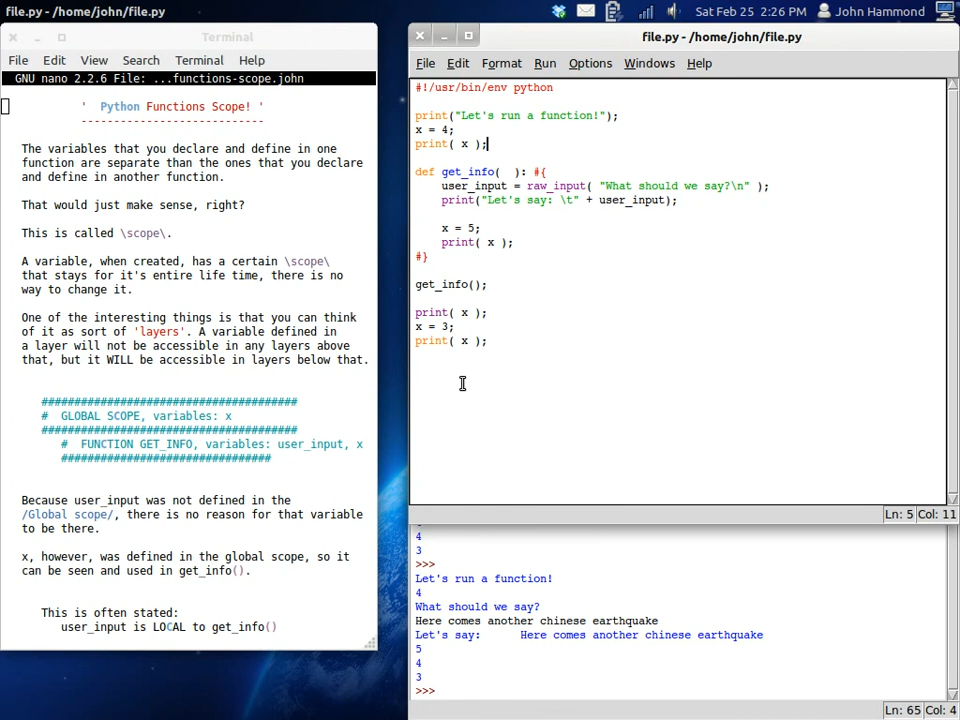 file.py - /home/john/file.py
Sat Feb 25 2:26 PM
John Hammond
Terminal
File Edit View Search Terminal Help
GNU nano 2.2.6 File: ...functions-scope.john
' Python Functions Scope! '
---------------------------
The variables that you declare and define in one
function are separate than the ones that you declare
and define in another function.
That would just make sense, right?
This is called \scope\.
A variable, when created, has a certain \scope\
that stays for it's entire life time, there is no
way to change it.
One of the interesting things is that you can think
of it as sort of 'layers'. A variable defined in
a layer will not be accessible in any layers above
that, but it WILL be accessible in layers below that.
#######################################
#  GLOBAL SCOPE, variables: x
#######################################
#  FUNCTION GET_INFO, variables: user_input, x
################################
Because user_input was not defined in the
/Global scope/, there is no reason for that variable
to be there.
x, however, was defined in the global scope, so it
can be seen and used in get_info().
This is often stated:
user_input is LOCAL to get_info()
file.py - /home/john/file.py
File Edit Format Run Options Windows Help
#!/usr/bin/env python
print("Let's run a function!");
x = 4;
print( x );
def get_info(  ): #{
user_input = raw_input( "What should we say?\n" );
print("Let's say: \t" + user_input);
x = 5;
print( x );
#}
get_info();
print( x );
x = 3;
print( x );
Ln: 5 Col: 11
4
3
>>>
Let's run a function!
4
What should we say?
Here comes another chinese earthquake
Let's say:      Here comes another chinese earthquake
5
4
3
>>>
Ln: 65 Col: 4